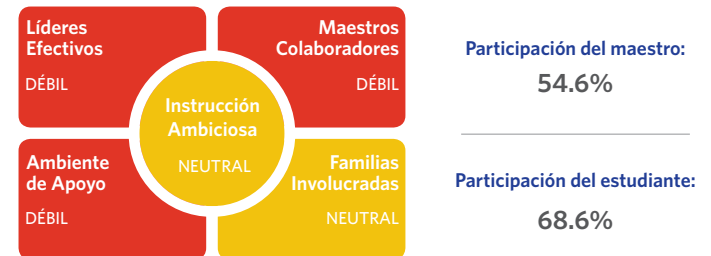 Líderes
Efectivos
DÉBIL
Maestros
Colaboradores
DÉBIL
Instrucción
Ambiciosa
NEUTRAL
Ambiente
de Apoyo
DÉBIL
Familias
Involucradas
NEUTRAL
Participación del maestro:
54.6%
Participación del estudiante:
68.6%